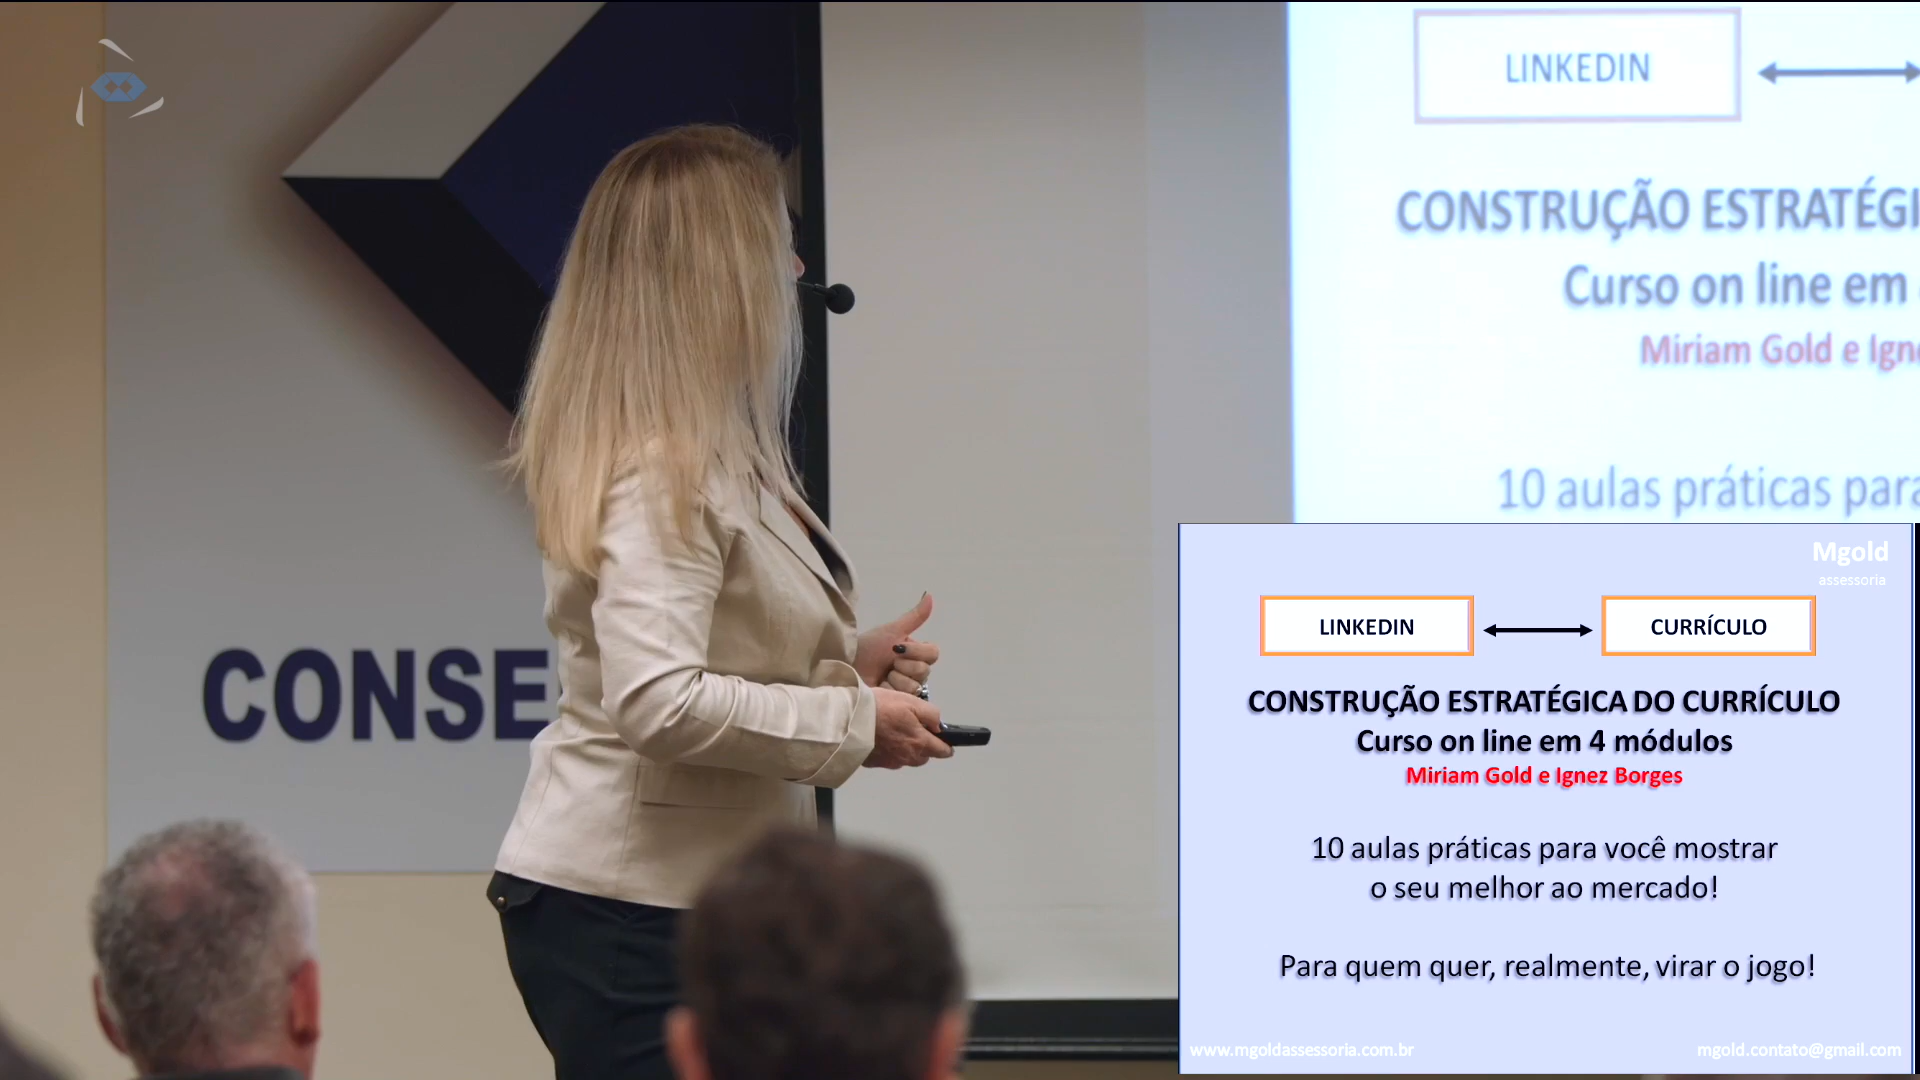 LINKEDIN
CONSTRUÇÃO ESTRATÉGI
Curso on line em
Miriam Gold e Igne
10 aulas práticas para
CONSE
Mgold
assessoria
LINKEDIN
CURRÍCULO
CONSTRUÇÃO ESTRATÉGICA DO CURRÍCULO
Curso on line em 4 módulos
Miriam Gold e Ignez Borges
10 aulas práticas para você mostrar
o seu melhor ao mercado!
Para quem quer, realmente, virar o jogo!
www.mgoldassessoria.com.br
mgold.contato@gmail.com